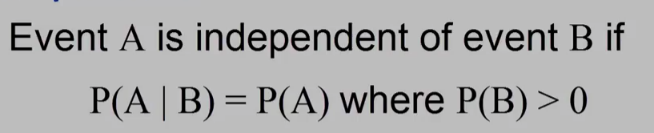 Event A is independent of event B if
P(A | B) = P(A) where P(B) > 0